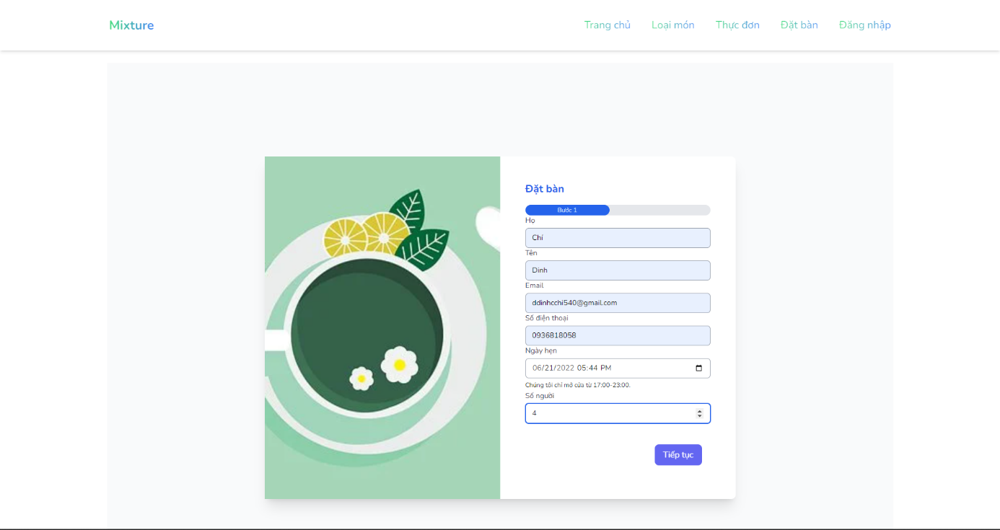 Mixture
Trang chủ
Loại món
Thực đơn
Đặt bàn
Đăng nhập
Đặt bàn
Bước 1
Họ
Chí
Tên
Dinh
Email
ddinhcchi540@gmail.com
Số điện thoại
0936818058
Ngày hẹn
06/21/2022 05:44 PM
Chúng tôi chỉ mở cửa từ 17:00-23:00.
Số người
4
Tiếp tục